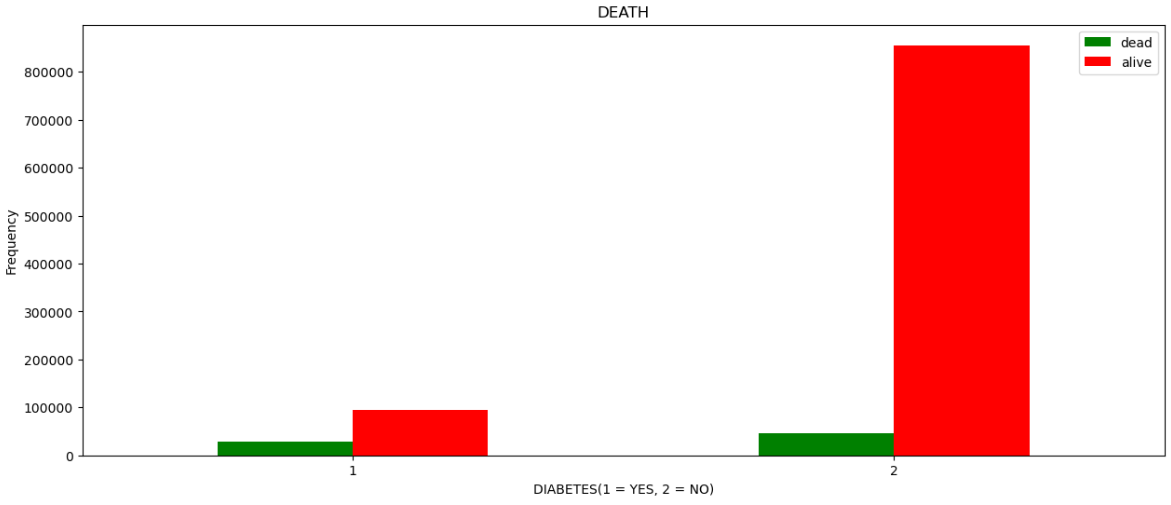 DEATH
dead
alive
800000
700000
600000
500000
400000
300000
200000
100000
0
Frequency
1
2
DIABETES(1 = YES, 2 = NO)